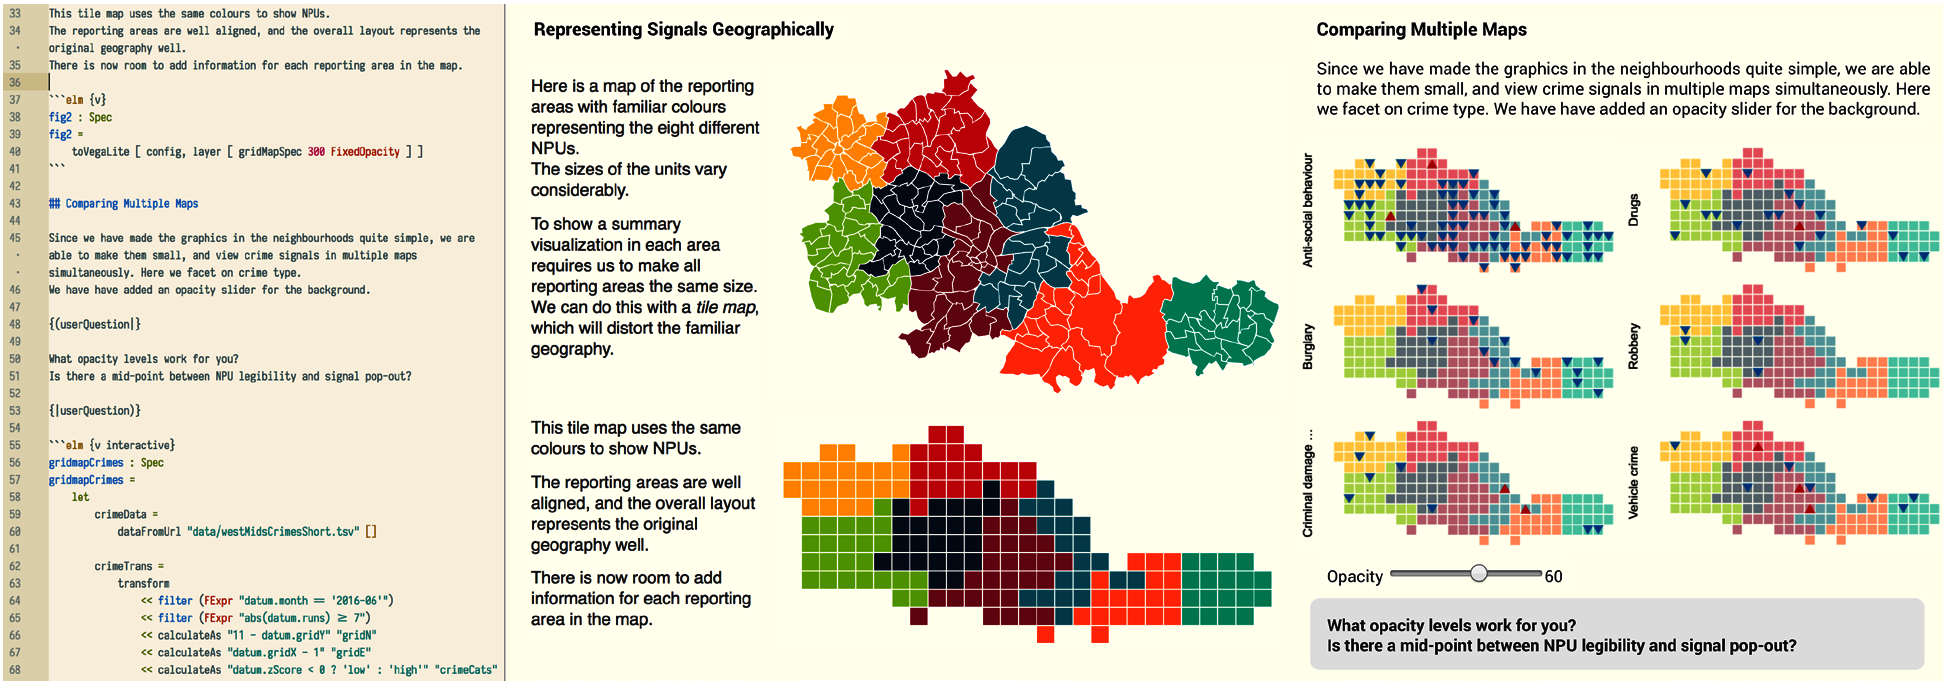 33 This tile map uses the same colours to show NPUs.
34 The reporting areas are well aligned, and the overall layout represents the
· original geography well.
35 There is now room to add information for each reporting area in the map.
36
37 ```elm {v}
38 fig2 : Spec
39 fig2 =
40 toVegaLite [ config, layer [ gridMapSpec 300 FixedOpacity ] ]
41 ```
42
43 ## Comparing Multiple Maps
44
45 Since we have made the graphics in the neighbourhoods quite simple, we are
· able to make them small, and view crime signals in multiple maps
· simultaneously. Here we facet on crime type.
46 We have have added an opacity slider for the background.
47
48 {(userQuestion|}
49
50 What opacity levels work for you?
51 Is there a mid-point between NPU legibility and signal pop-out?
52
53 {|userQuestion)}
54
55 ```elm {v interactive}
56 gridmapCrimes : Spec
57 gridmapCrimes =
58 let
59 crimeData =
60 dataFromUrl "data/westMidsCrimesShort.tsv" []
61
62 crimeTrans =
63 transform
64 << filter (FExpr "datum.month == '2016-06'")
65 << filter (FExpr "abs(datum.runs) ≥ 7")
66 << calculateAs "11 - datum.gridY" "gridN"
67 << calculateAs "datum.gridX - 1" "gridE"
68 << calculateAs "datum.zScore < 0 ? 'low' : 'high'" "crimeCats"
Representing Signals Geographically
Here is a map of the reporting
areas with familiar colours
representing the eight different
NPUs.
The sizes of the units vary
considerably.
To show a summary
visualization in each area
requires us to make all
reporting areas the same size.
We can do this with a tile map,
which will distort the familiar
geography.
This tile map uses the same
colours to show NPUs.
The reporting areas are well
aligned, and the overall layout
represents the original
geography well.
There is now room to add
information for each reporting
area in the map.
Comparing Multiple Maps
Since we have made the graphics in the neighbourhoods quite simple, we are able
to make them small, and view crime signals in multiple maps simultaneously. Here
we facet on crime type. We have have added an opacity slider for the background.
Anti-social behaviour
Drugs
Burglary
Robbery
Criminal damage ...
Vehicle crime
Opacity 60
What opacity levels work for you?
Is there a mid-point between NPU legibility and signal pop-out?